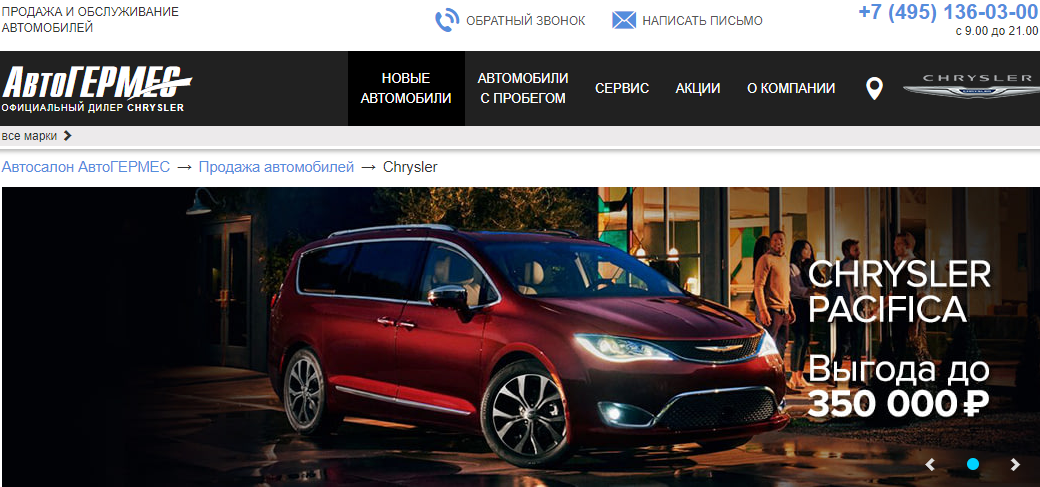 ПРОДАЖА И ОБСЛУЖИВАНИЕ
АВТОМОБИЛЕЙ
ОБРАТНЫЙ ЗВОНОК
НАПИСАТЬ ПИСЬМО
+7 (495) 136-03-00
с 9.00 до 21.00
АвтоГЕРМЕС
ОФИЦИАЛЬНЫЙ ДИЛЕР CHRYSLER
НОВЫЕ
АВТОМОБИЛИ
АВТОМОБИЛИ
С ПРОБЕГОМ
СЕРВИС
АКЦИИ
О КОМПАНИИ
CHRYSLER
все марки
Автосалон АвтоГЕРМЕС → Продажа автомобилей → Chrysler
CHRYSLER
PACIFICA
Выгода до
350 000 ₽